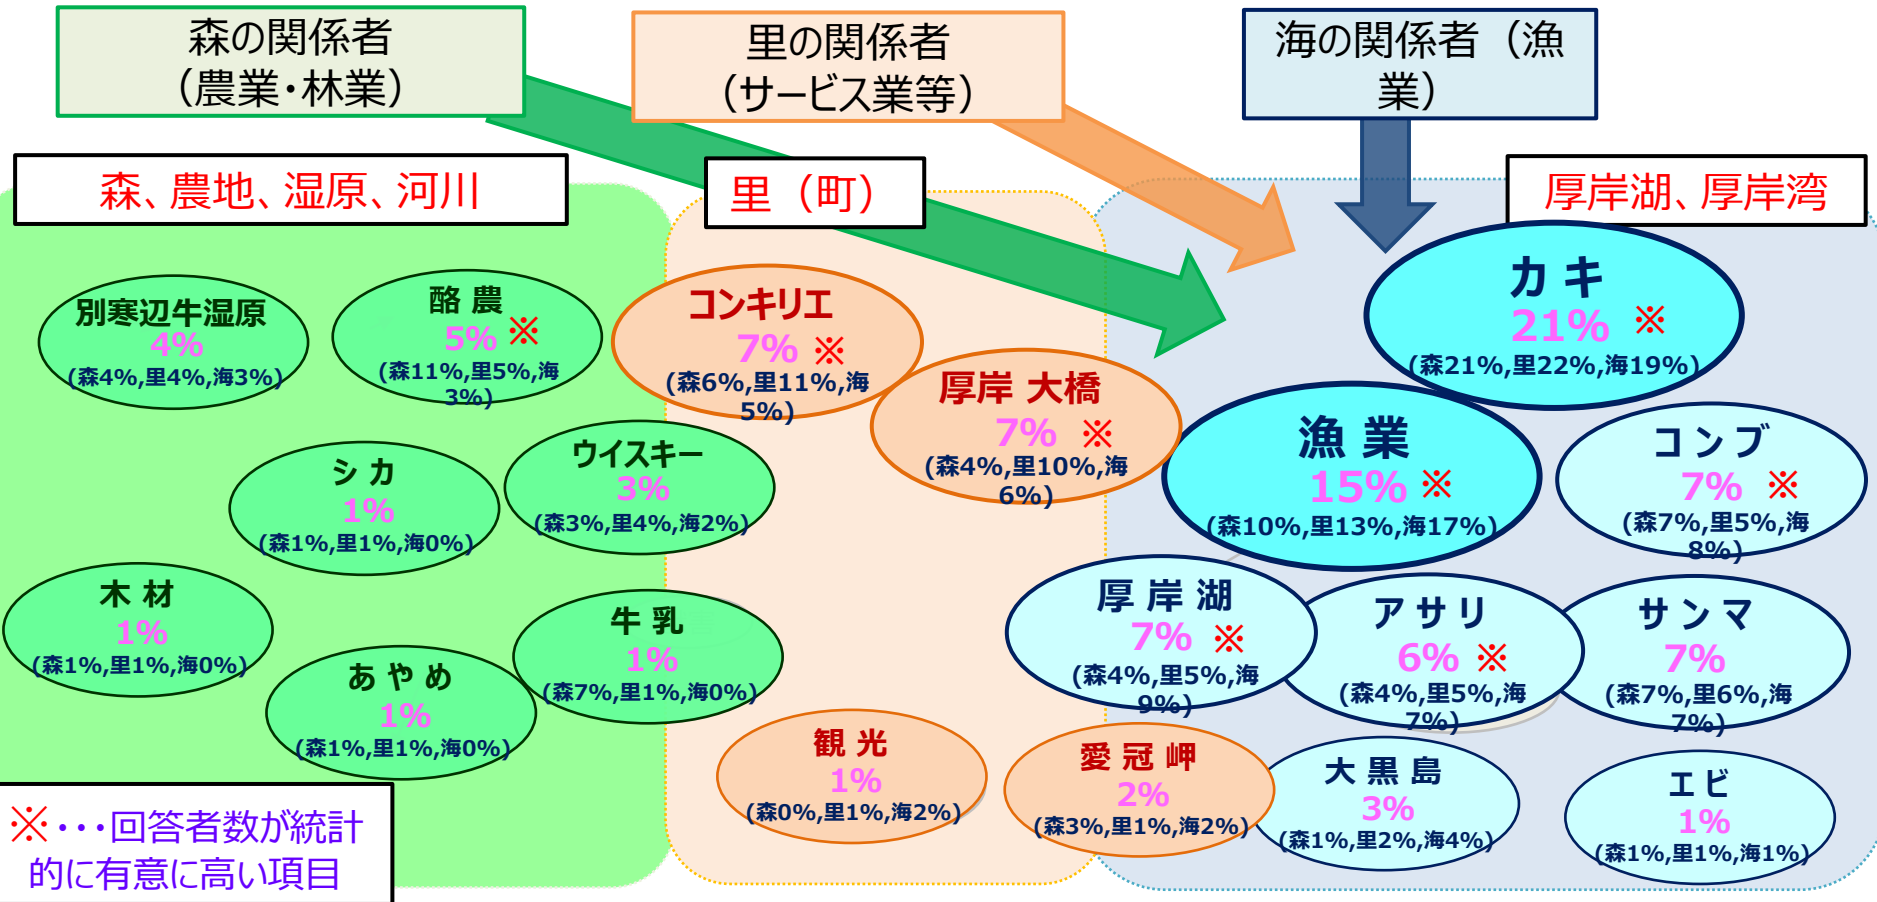 森の関係者
（農業・林業）
里の関係者
（サービス業等）
海の関係者（漁
業）
森、農地、湿原、河川
里（町）
厚岸湖、厚岸湾
別寒辺牛湿原
4%
(森4%,里4%,海3%)
酪農
5% ※
(森11%,里5%,海
3%)
コンキリエ
7% ※
(森6%,里11%,海
5%)
厚岸 大橋
7% ※
(森4%,里10%,海
6%)
カキ
21% ※
(森21%,里22%,海19%)
漁業
15% ※
(森10%,里13%,海17%)
コンブ
7% ※
(森7%,里5%,海
8%)
シカ
1%
(森1%,里1%,海0%)
ウイスキー
3%
(森3%,里4%,海2%)
木材
1%
(森1%,里1%,海0%)
あやめ
1%
(森1%,里1%,海0%)
牛乳
1%
(森7%,里1%,海0%)
厚岸湖
7% ※
(森4%,里5%,海
9%)
アサリ
6% ※
(森4%,里5%,海
7%)
サンマ
7%
(森7%,里6%,海
7%)
観光
1%
(森0%,里1%,海2%)
愛冠岬
2%
(森3%,里1%,海2%)
大黒島
3%
(森1%,里2%,海4%)
エビ
1%
(森1%,里1%,海1%)
※・・・回答者数が統計
的に有意に高い項目